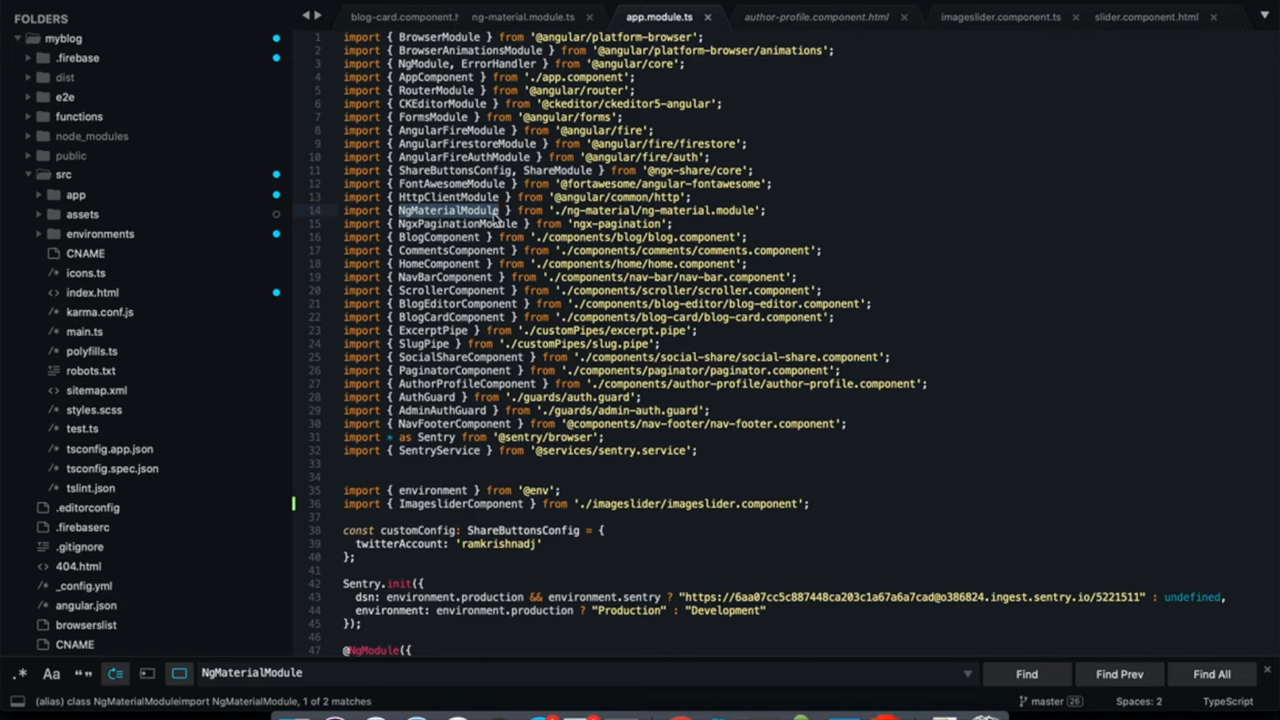 FOLDERS
myblog
.firebase
dist
e2e
functions
node_modules
public
src
app
assets
environments
CNAME
icons.ts
index.html
karma.conf.js
main.ts
polyfills.ts
robots.txt
sitemap.xml
styles.scss
test.ts
tsconfig.app.json
tsconfig.spec.json
tslint.json
.editorconfig
.firebaserc
.gitignore
404.html
_config.yml
angular.json
browserslist
CNAME
blog-card.component.h ng-material.module.ts app.module.ts author-profile.component.html imageslider.component.ts slider.component.html
1 import { BrowserModule } from '@angular/platform-browser';
2 import { BrowserAnimationsModule } from '@angular/platform-browser/animations';
3 import { NgModule, ErrorHandler } from '@angular/core';
4 import { AppComponent } from './app.component';
5 import { RouterModule } from '@angular/router';
6 import { CKEditorModule } from '@ckeditor/ckeditor5-angular';
7 import { FormsModule } from '@angular/forms';
8 import { AngularFireModule } from '@angular/fire';
9 import { AngularFirestoreModule } from '@angular/fire/firestore';
10 import { AngularFireAuthModule } from '@angular/fire/auth';
11 import { ShareButtonsConfig, ShareModule } from '@ngx-share/core';
12 import { FontAwesomeModule } from '@fortawesome/angular-fontawesome';
13 import { HttpClientModule } from '@angular/common/http';
14 import { NgMaterialModule } from './ng-material/ng-material.module';
15 import { NgxPaginationModule } from 'ngx-pagination';
16 import { BlogComponent } from './components/blog/blog.component';
17 import { CommentsComponent } from './components/comments/comments.component';
18 import { HomeComponent } from './components/home/home.component';
19 import { NavBarComponent } from './components/nav-bar/nav-bar.component';
20 import { ScrollerComponent } from './components/scroller/scroller.component';
21 import { BlogEditorComponent } from './components/blog-editor/blog-editor.component';
22 import { BlogCardComponent } from './components/blog-card/blog-card.component';
23 import { ExcerptPipe } from './customPipes/excerpt.pipe';
24 import { SlugPipe } from './customPipes/slug.pipe';
25 import { SocialShareComponent } from './components/social-share/social-share.component';
26 import { PaginatorComponent } from './components/paginator/paginator.component';
27 import { AuthorProfileComponent } from './components/author-profile/author-profile.component';
28 import { AuthGuard } from './guards/auth.guard';
29 import { AdminAuthGuard } from './guards/admin-auth.guard';
30 import { NavFooterComponent } from '@components/nav-footer/nav-footer.component';
31 import * as Sentry from '@sentry/browser';
32 import { SentryService } from '@services/sentry.service';
33
34
35 import { environment } from '@env';
36 import { ImagesliderComponent } from './imageslider/imageslider.component';
37
38 const customConfig: ShareButtonsConfig = {
39 twitterAccount: 'ramkrishnadj'
40 };
41
42 Sentry.init({
43 dsn: environment.production && environment.sentry ? "https://6aa07cc5c887448ca203c1a67a6a7cad@o386824.ingest.sentry.io/5221511" : undefined,
44 environment: environment.production ? "Production" : "Development"
45 });
46
47 @NgModule({
.* Aa “” NgMaterialModule Find Find Prev Find All
(alias) class NgMaterialModuleimport NgMaterialModule, 1 of 2 matches master 26 Spaces: 2 TypeScript